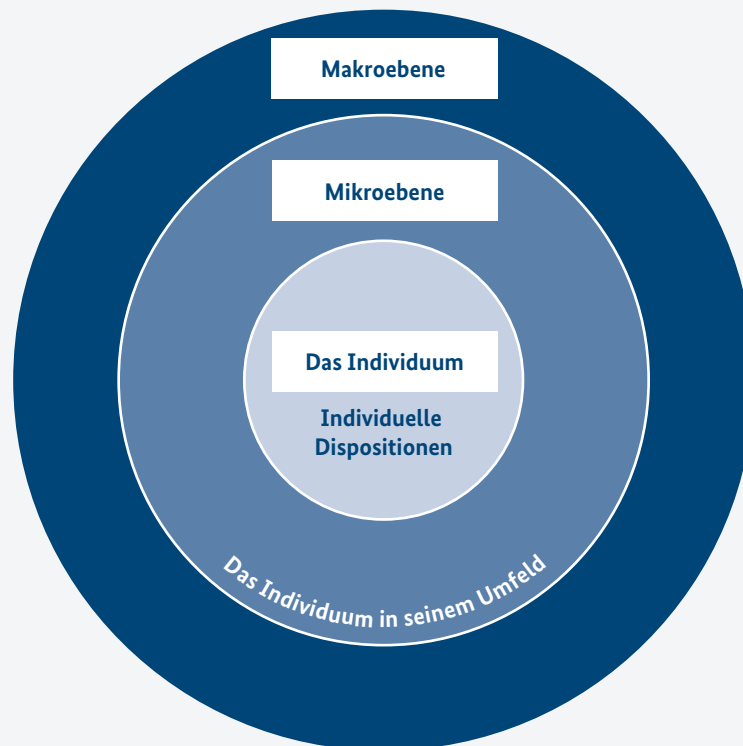 Makroebene
Mikroebene
Das Individuum
Individuelle
Dispositionen
Das Individuum in seinem Umfeld